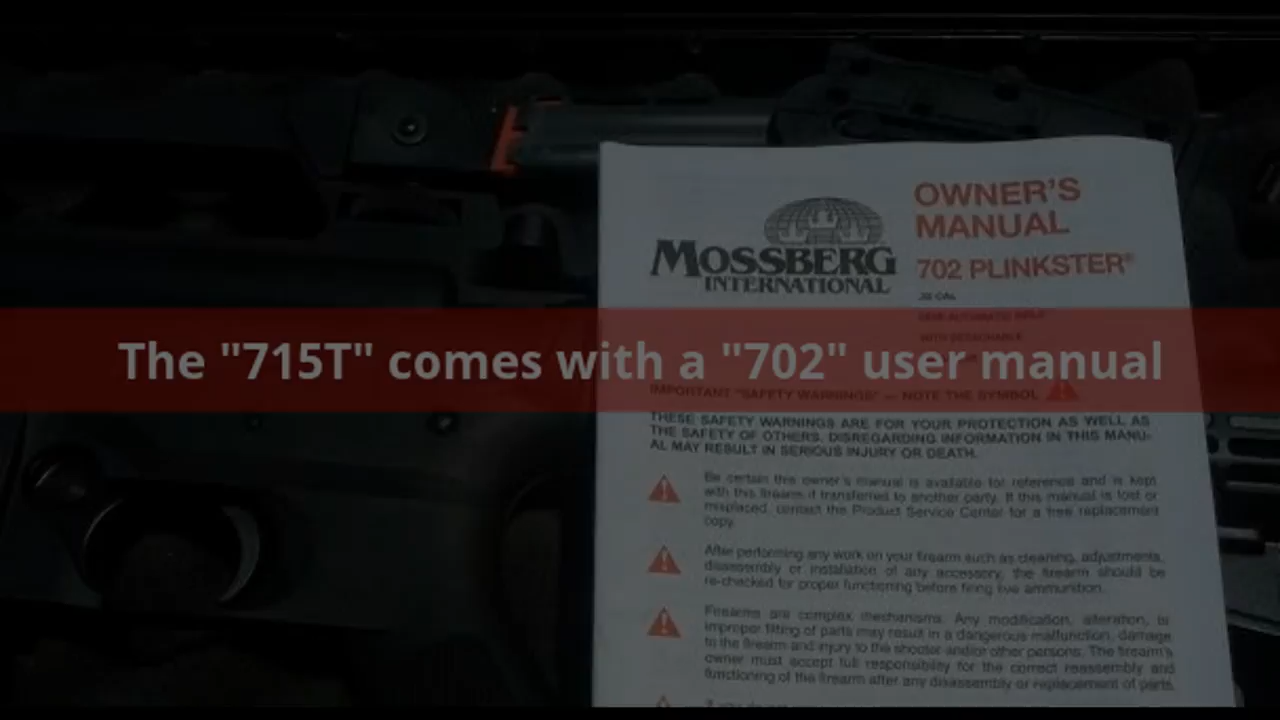 OWNER'S
MANUAL
702 PLINKSTER®
MOSSBERG
INTERNATIONAL
.22 CAL.
SEMI-AUTOMATIC RIFLE
WITH DETACHABLE
The "715T" comes with a "702" user manual
IMPORTANT "SAFETY WARNINGS" — NOTE THE SYMBOL
THESE SAFETY WARNINGS ARE FOR YOUR PROTECTION AS WELL AS
THE SAFETY OF OTHERS. DISREGARDING INFORMATION IN THIS MANU-
AL MAY RESULT IN SERIOUS INJURY OR DEATH.
Be certain this owner's manual is available for reference and is kept
with this firearm if transferred to another party. If this manual is lost or
misplaced, contact the Product Service Center for a free replacement
copy.
After performing any work on your firearm such as cleaning, adjustments,
disassembly or installation of any accessory, the firearm should be
re-checked for proper functioning before firing live ammunition.
Firearms are complex mechanisms. Any modification, alteration, or
improper fitting of parts may result in a dangerous malfunction, damage
to the firearm and injury to the shooter and/or other persons. The firearm's
owner must accept full responsibility for the correct reassembly and
functioning of the firearm after any disassembly or replacement of parts.